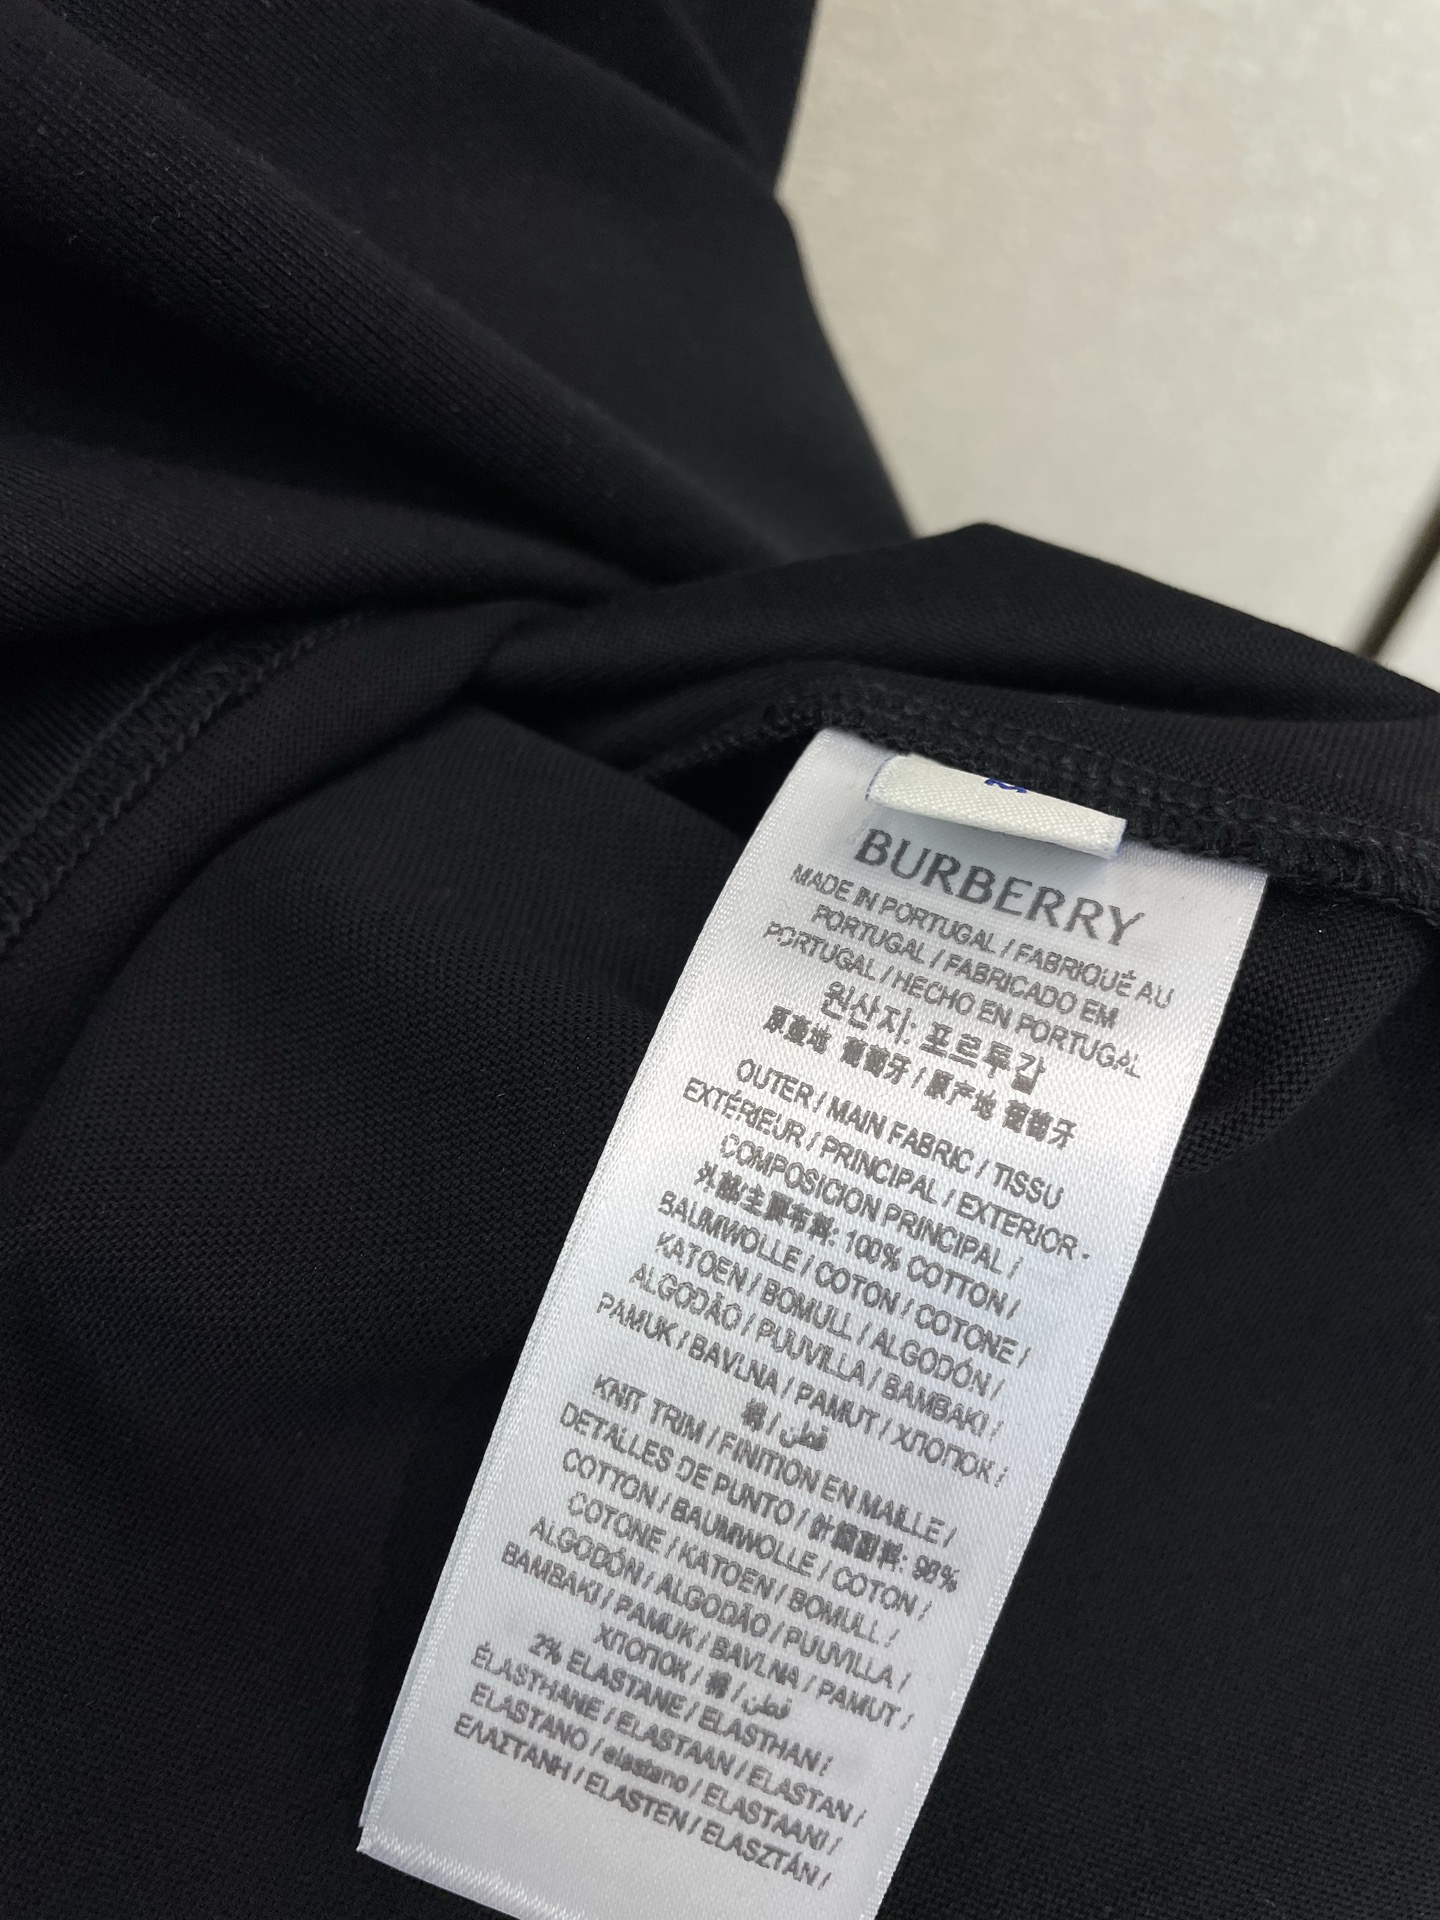 BURBERRY
MADE IN PORTUGAL / FABRIQUÉ AU
PORTUGAL / FABRICADO EM
PORTUGAL / HECHO EN PORTUGAL
원산지: 포르투갈
原產地 葡萄牙 / 原产地 葡萄牙
OUTER / MAIN FABRIC / TISSU
EXTÉRIEUR / PRINCIPAL / EXTERIOR -
COMPOSICION PRINCIPAL /
外部/主要布料: 100% COTTON /
BAUMWOLLE / COTON / COTONE /
KATOEN / BOMULL / ALGODÓN /
ALGODÃO / PUUVILLA / BAMBAKI /
PAMUK / BAVLNA / PAMUT / ХЛОПОК /
棉 / قطن
KNIT TRIM / FINITION EN MAILLE /
DETALLES DE PUNTO / 針織配料: 98%
COTTON / BAUMWOLLE / COTON /
COTONE / KATOEN / BOMULL /
ALGODÓN / ALGODÃO / PUUVILLA /
BAMBAKI / PAMUK / BAVLNA / PAMUT /
ХЛОПОК / 棉 / قطن
2% ELASTANE / ELASTHAN /
ÉLASTHANE / ELASTAAN / ELASTAN /
ELASTANO / elastano / ELASTAANI /
ΕΛΑΣΤΑΝΗ / ELASTEN / ELASZTÁN /